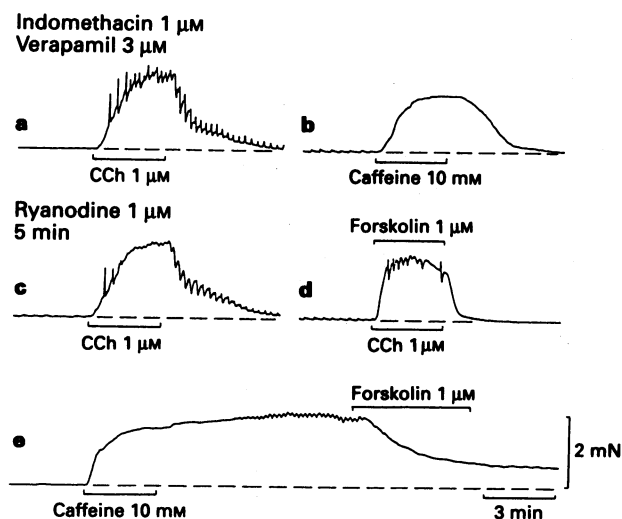 Indomethacin 1 μM
Verapamil 3 μM
a
CCh 1 μM
b
Caffeine 10 mM
Ryanodine 1 μM
5 min
c
CCh 1 μM
Forskolin 1 μM
d
CCh 1 μM
Forskolin 1 μM
e
2 mN
Caffeine 10 mM
3 min